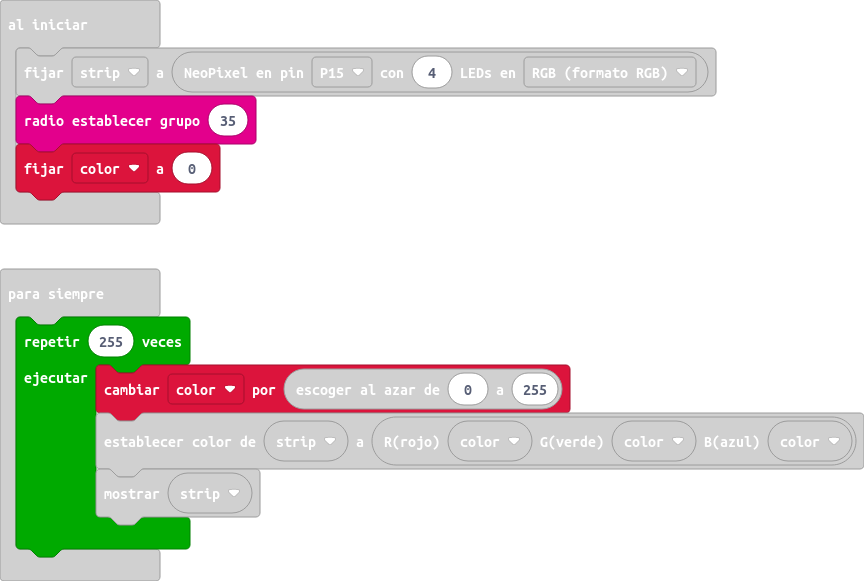 al iniciar
fijar strip a NeoPixel en pin P15 con 4 LEDs en RGB (formato RGB)
radio establecer grupo 35
fijar color a 0
para siempre
repetir 255 veces
ejecutar
cambiar color por escoger al azar de 0 a 255
establecer color de strip a R(rojo) color G(verde) color B(azul) color
mostrar strip